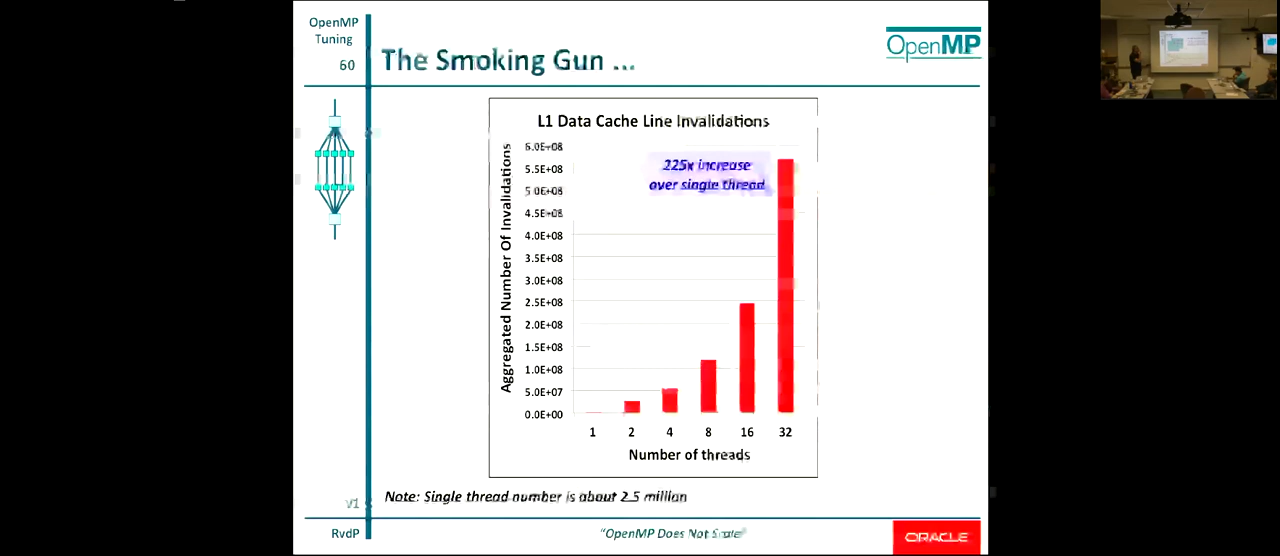 OpenMP
Tuning
60
The Smoking Gun ...
OpenMP
L1 Data Cache Line Invalidations
225x increase
over single thread
Aggregated Number Of Invalidations
6.0E+08
5.5E+08
5.0E+08
4.5E+08
4.0E+08
3.5E+08
3.0E+08
2.5E+08
2.0E+08
1.5E+08
1.0E+08
5.0E+07
0.0E+00
1 2 4 8 16 32
Number of threads
Note: Single thread number is about 2.5 million
v1
RvdP
"OpenMP Does Not Scale"
ORACLE